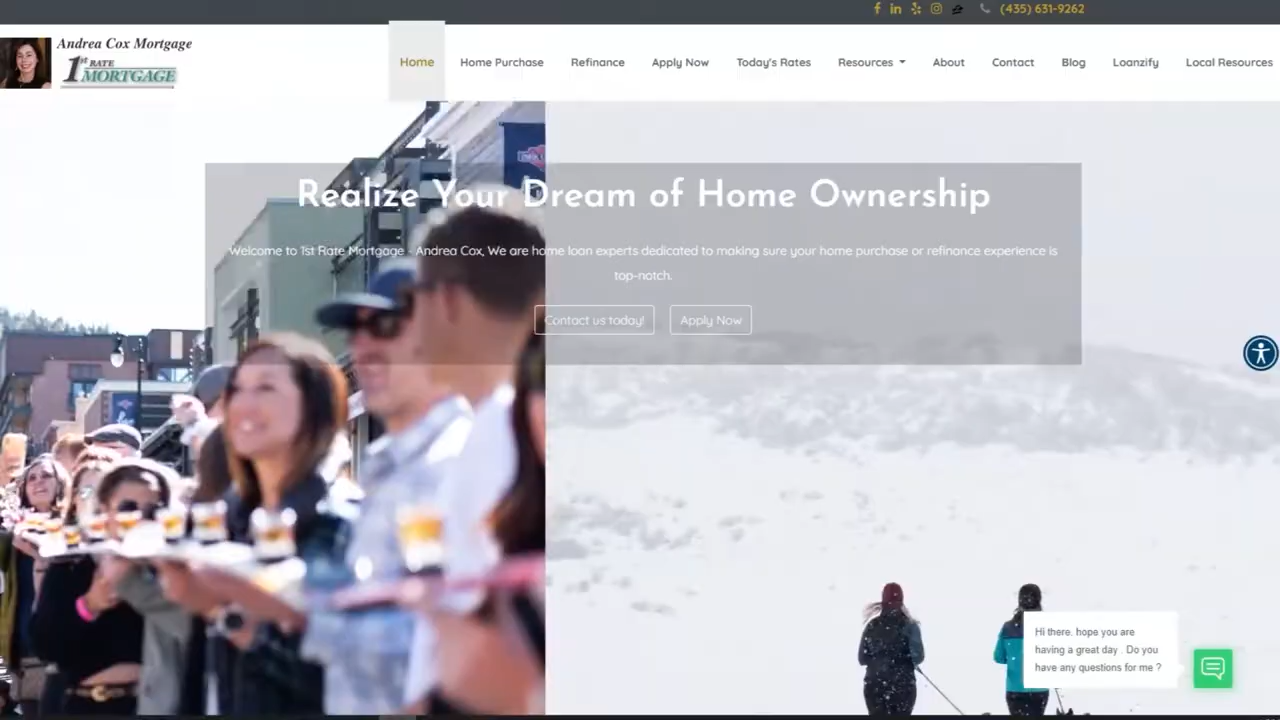 (435) 631-9262
Andrea Cox Mortgage
1st RATE
MORTGAGE
Home
Home Purchase
Refinance
Apply Now
Today's Rates
Resources
About
Contact
Blog
Loanzify
Local Resources
Realize Your Dream of Home Ownership
Welcome to 1st Rate Mortgage - Andrea Cox, We are home loan experts dedicated to making sure your home purchase or refinance experience is
top-notch.
Contact us today!
Apply Now
Hi there. hope you are
having a great day . Do you
have any questions for me ?